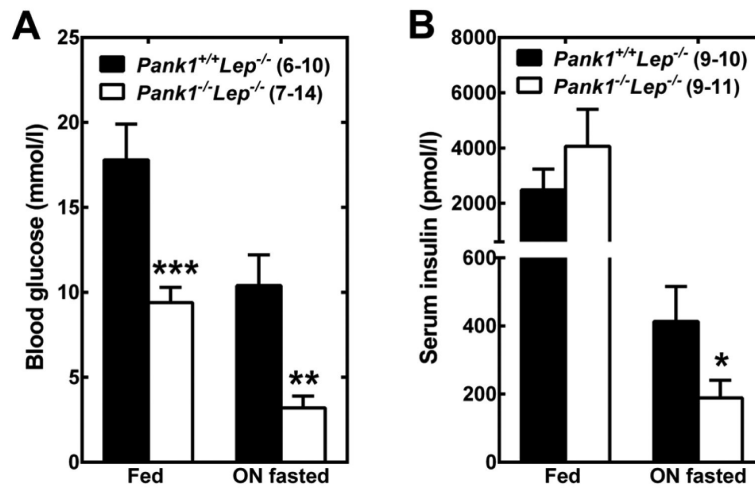 A
Blood glucose (mmol/l)
25
20
15
10
5
0
Pank1+/+Lep-/- (6-10)
Pank1-/-Lep-/- (7-14)
***
**
Fed
ON fasted
B
Serum insulin (pmol/l)
8000
6000
4000
2000
600
400
200
0
Pank1+/+Lep-/- (9-10)
Pank1-/-Lep-/- (9-11)
*
Fed
ON fasted